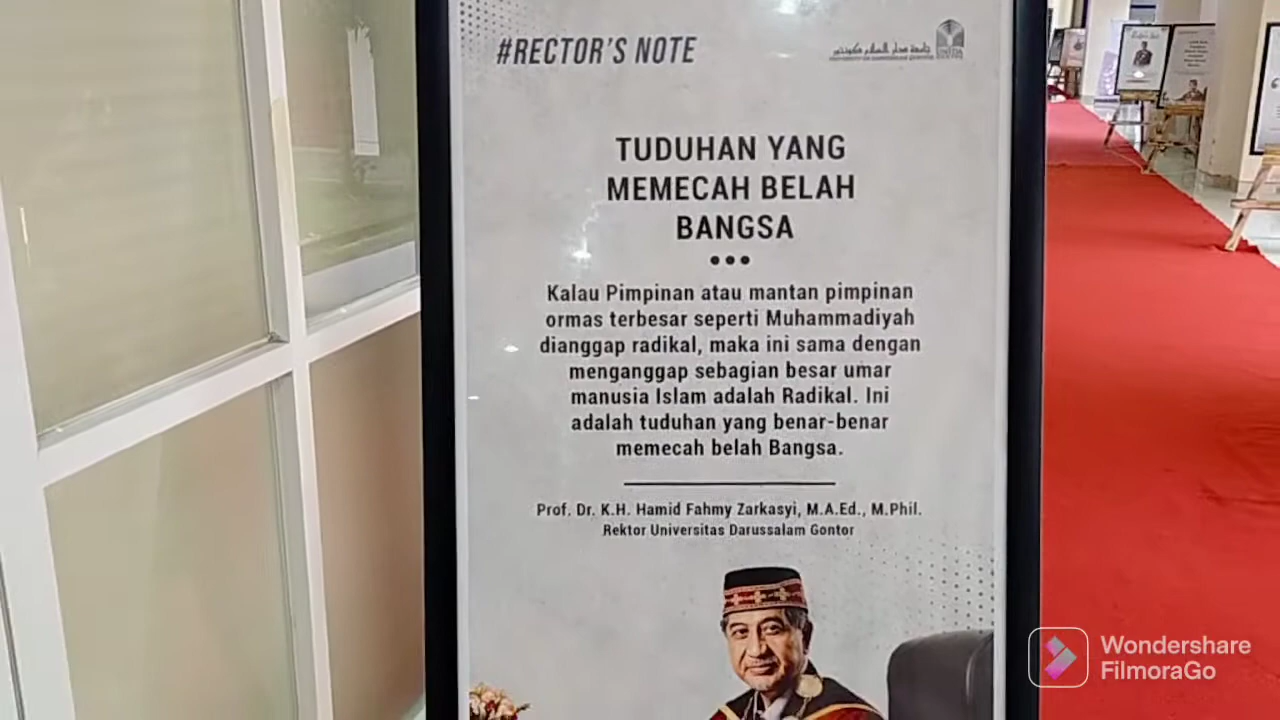 #RECTOR'S NOTE
TUDUHAN YANG
MEMECAH BELAH
BANGSA
Kalau Pimpinan atau mantan pimpinan
ormas terbesar seperti Muhammadiyah
dianggap radikal, maka ini sama dengan
menganggap sebagian besar umar
manusia Islam adalah Radikal. Ini
adalah tuduhan yang benar-benar
memecah belah Bangsa.
Prof. Dr. K.H. Hamid Fahmy Zarkasyi, M.A.Ed., M.Phil.
Rektor Universitas Darussalam Gontor
Wondershare
FilmoraGo